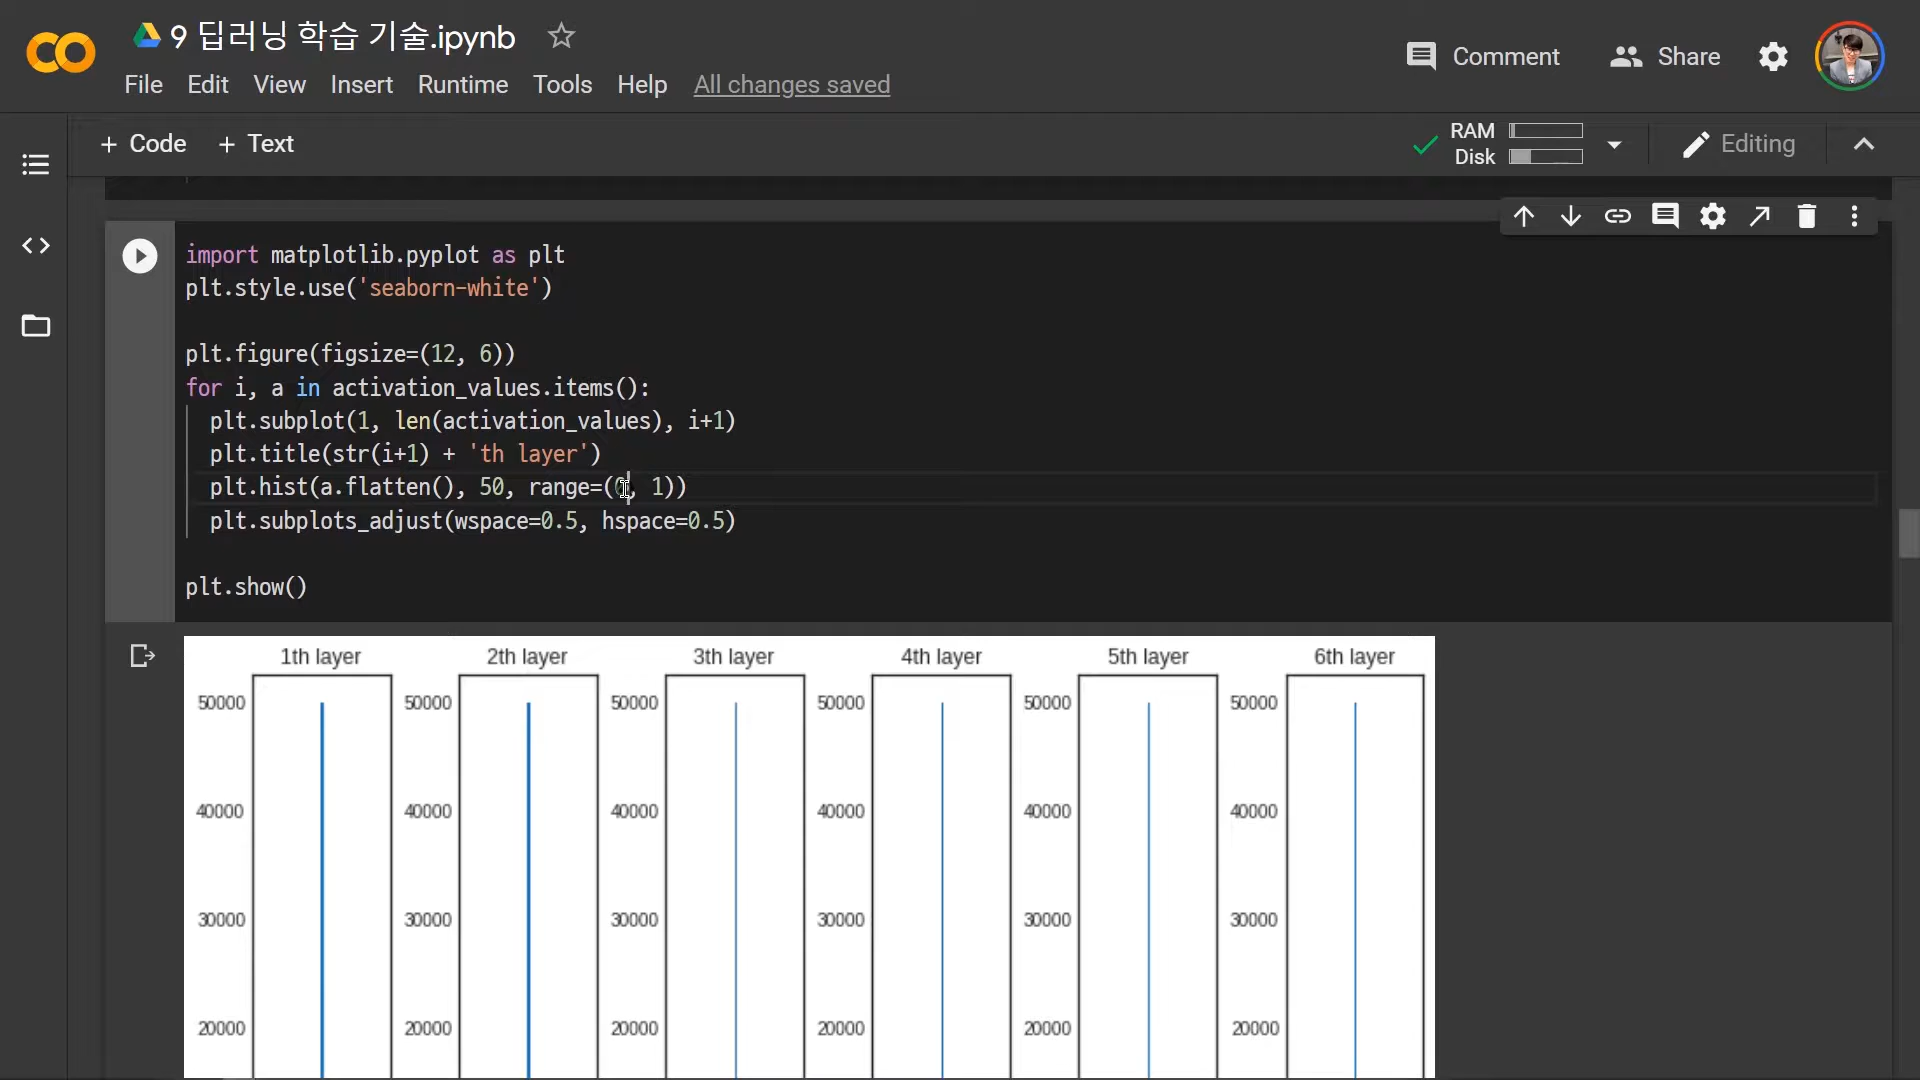 9 딥러닝 학습 기술.ipynb
File Edit View Insert Runtime Tools Help All changes saved
Comment Share
+ Code + Text
RAM
Disk
Editing
import matplotlib.pyplot as plt
plt.style.use('seaborn-white')
plt.figure(figsize=(12, 6))
for i, a in activation_values.items():
plt.subplot(1, len(activation_values), i+1)
plt.title(str(i+1) + 'th layer')
plt.hist(a.flatten(), 50, range=( , 1))
plt.subplots_adjust(wspace=0.5, hspace=0.5)
plt.show()
1th layer 2th layer 3th layer 4th layer 5th layer 6th layer
50000 50000 50000 50000 50000 50000
40000 40000 40000 40000 40000 40000
30000 30000 30000 30000 30000 30000
20000 20000 20000 20000 20000 20000